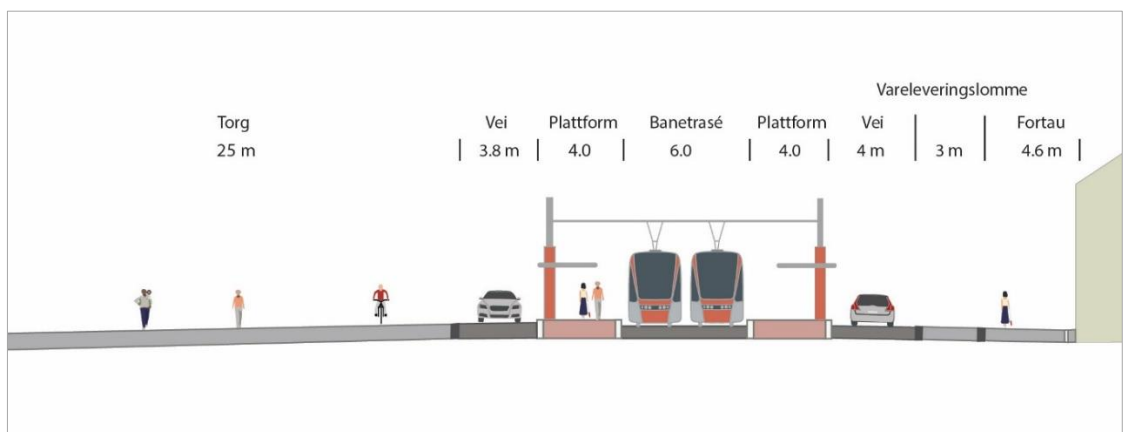 Vareleveringslomme
Torg Vei Plattform Banetrasé Plattform Vei Fortau
25 m 3.8 m 4.0 6.0 4.0 4 m 3 m 4.6 m